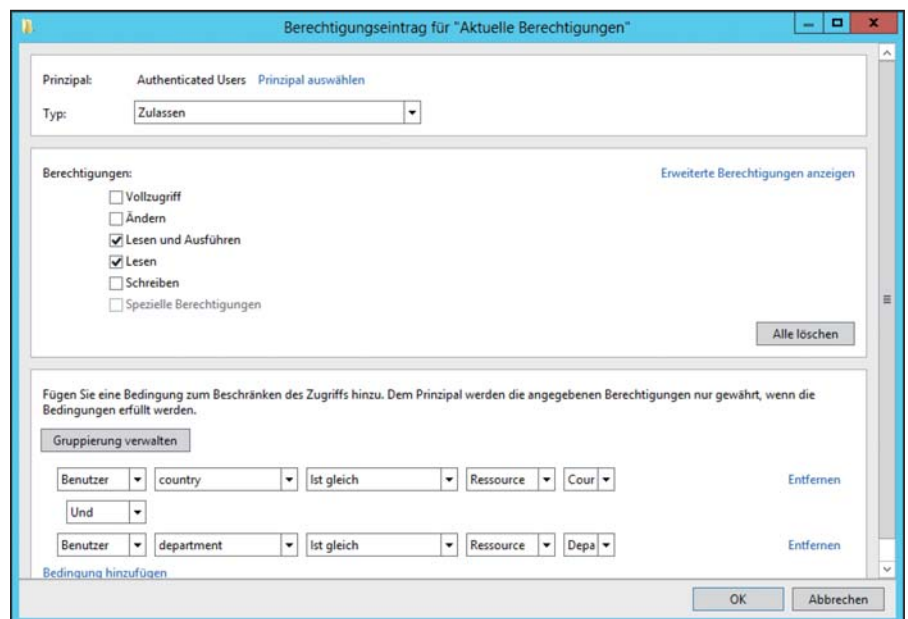 Berechtigungseintrag für "Aktuelle Berechtigungen"
Prinzipal: Authenticated Users Prinzipal auswählen
Typ: Zulassen
Berechtigungen: Erweiterte Berechtigungen anzeigen
Vollzugriff
Ändern
Lesen und Ausführen
Lesen
Schreiben
Spezielle Berechtigungen
Alle löschen
Fügen Sie eine Bedingung zum Beschränken des Zugriffs hinzu. Dem Prinzipal werden die angegebenen Berechtigungen nur gewährt, wenn die
Bedingungen erfüllt werden.
Gruppierung verwalten
Benutzer country Ist gleich Ressource Cour Entfernen
Und
Benutzer department Ist gleich Ressource Depa Entfernen
Bedingung hinzufügen
OK Abbrechen